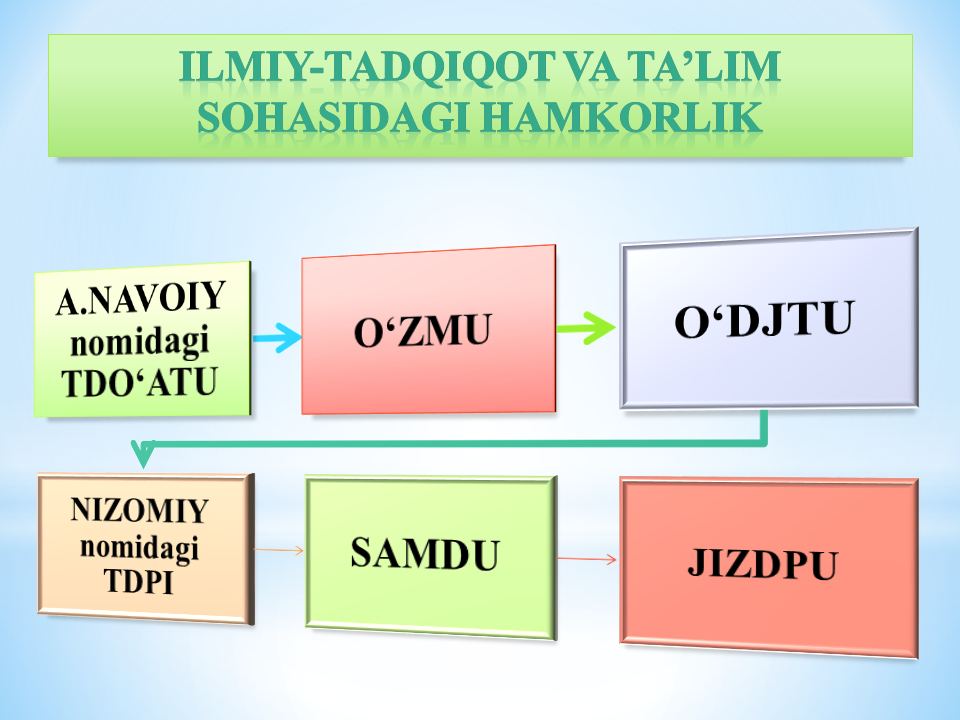 ILMIY-TADQIQOT VA TA’LIM
SOHASIDAGI HAMKORLIK
A.NAVOIY
nomidagi
TDO‘ATU
O‘ZMU
O‘DJTU
NIZOMIY
nomidagi
TDPI
SAMDU
JIZDPU